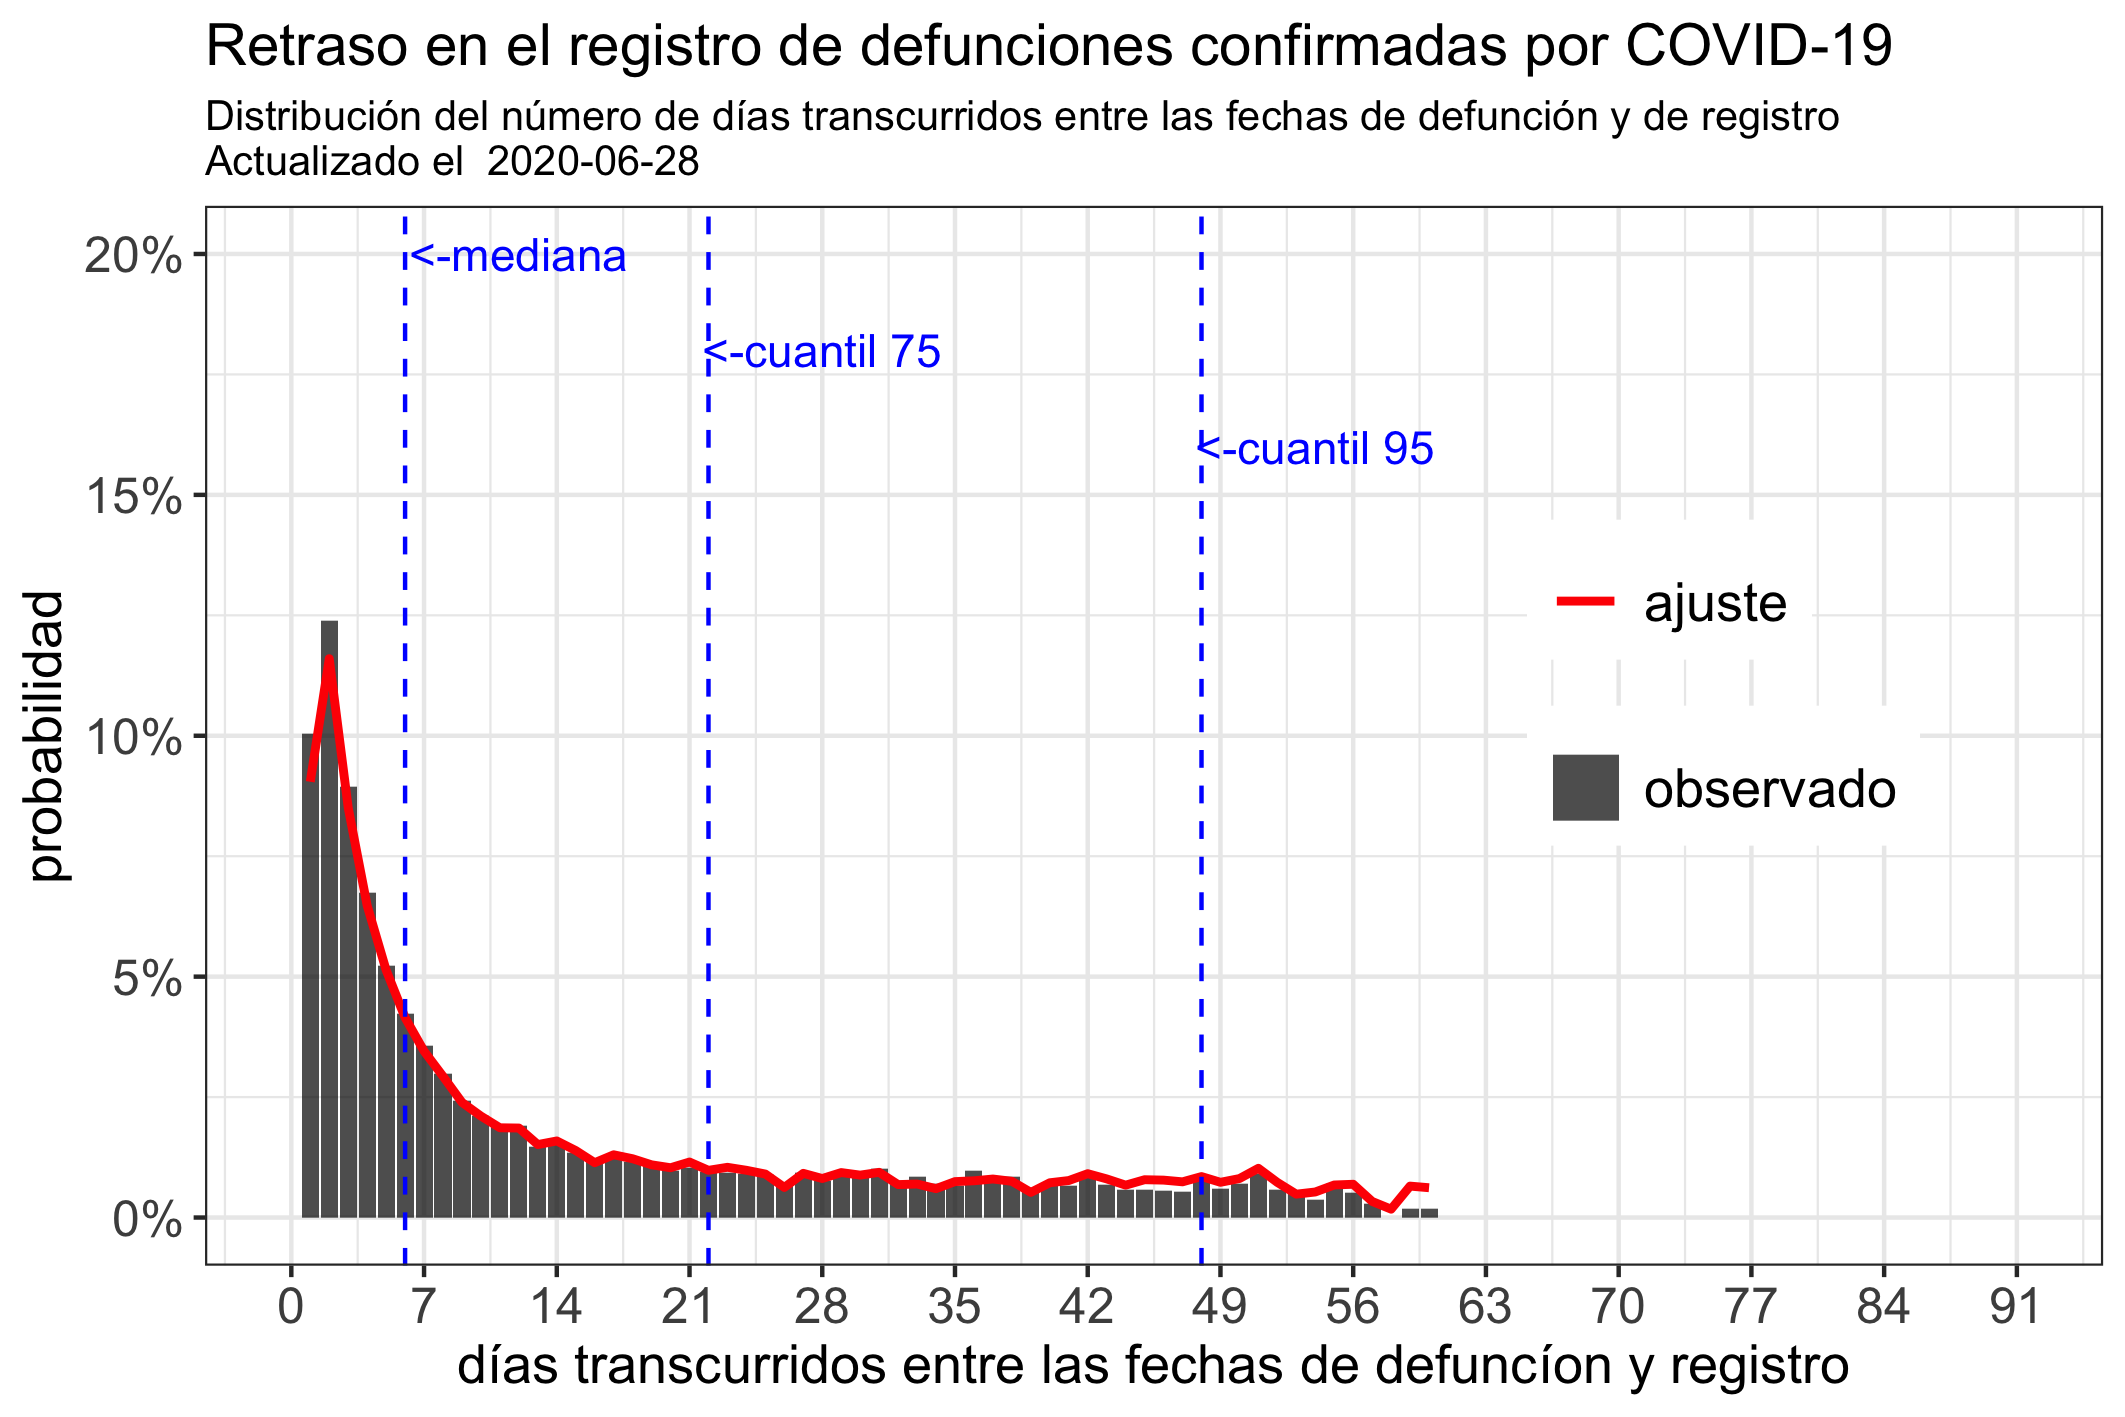 Retraso en el registro de defunciones confirmadas por COVID-19
Distribución del número de días transcurridos entre las fechas de defunción y de registro
Actualizado el  2020-06-28
20%
15%
10%
5%
0%
probabilidad
<-mediana
<-cuantil 75
<-cuantil 95
ajuste
observado
0 7 14 21 28 35 42 49 56 63 70 77 84 91
días transcurridos entre las fechas de defuncíon y registro